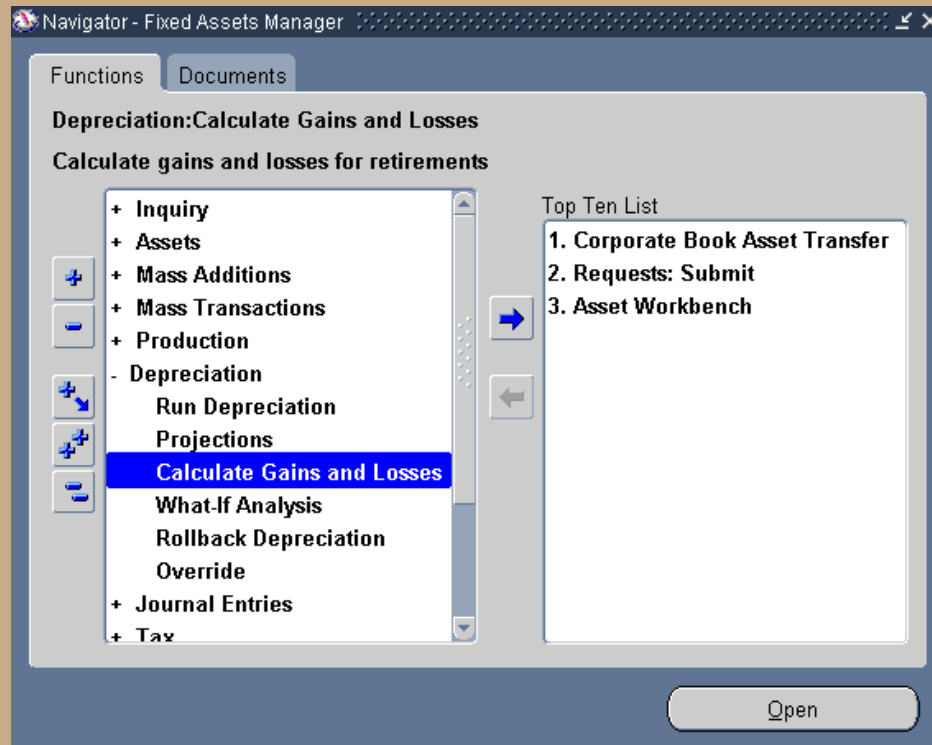 Navigator - Fixed Assets Manager
Functions Documents
Depreciation:Calculate Gains and Losses
Calculate gains and losses for retirements
+ Inquiry
+ Assets
+ Mass Additions
+ Mass Transactions
+ Production
- Depreciation
Run Depreciation
Projections
Calculate Gains and Losses
What-If Analysis
Rollback Depreciation
Override
+ Journal Entries
+ Tax
Top Ten List
1. Corporate Book Asset Transfer
2. Requests: Submit
3. Asset Workbench
Open